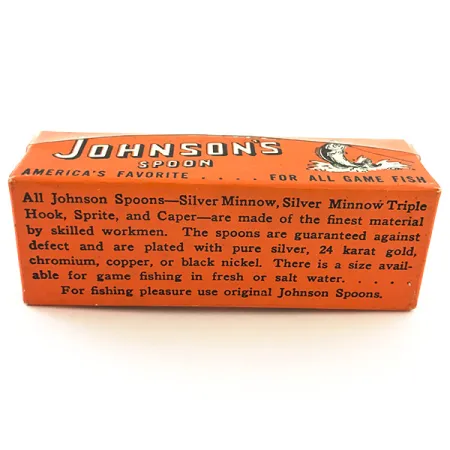 JOHNSON'S
SPOON
AMERICA'S FAVORITE . . . . FOR ALL GAME FISH
All Johnson Spoons—Silver Minnow, Silver Minnow Triple
Hook, Sprite, and Caper—are made of the finest material
by skilled workmen. The spoons are guaranteed against
defect and are plated with pure silver, 24 karat gold,
chromium, copper, or black nickel. There is a size avail-
able for game fishing in fresh or salt water. . . . .
For fishing pleasure use original Johnson Spoons.